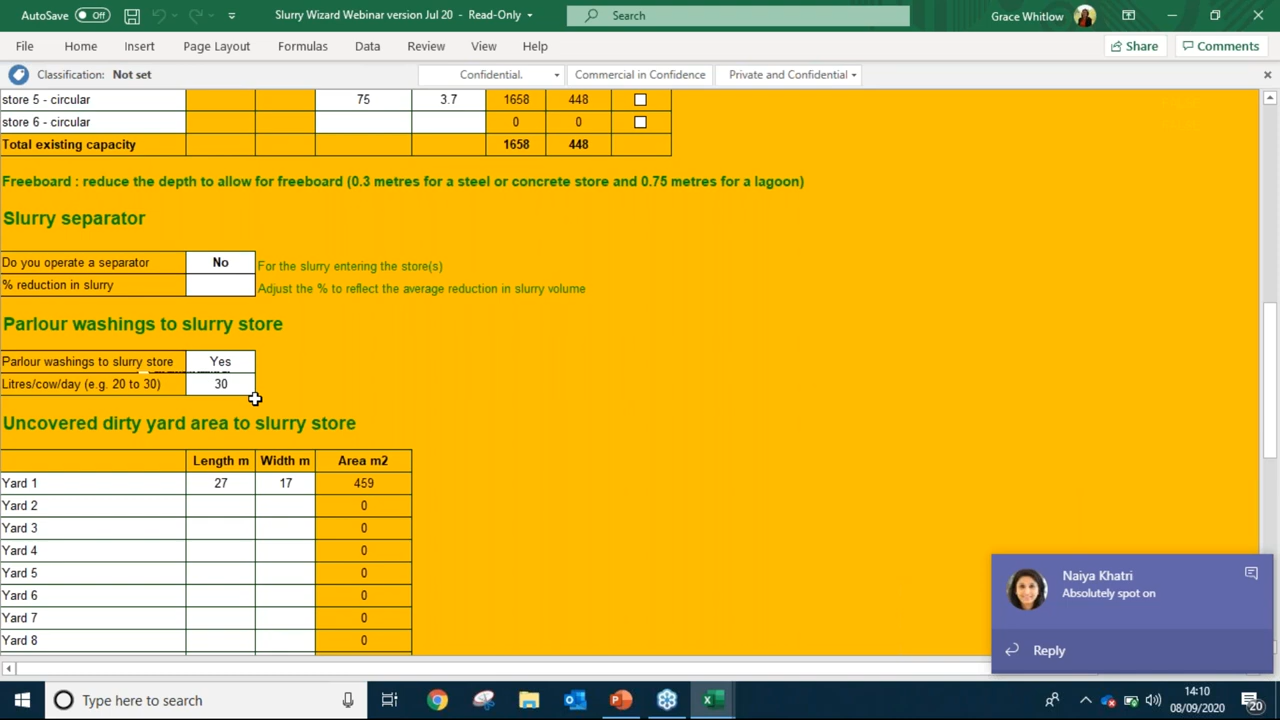 AutoSave Off Slurry Wizard Webinar version Jul 20 - Read-Only Search Grace Whitlow
File Home Insert Page Layout Formulas Data Review View Help Share Comments
Classification: Not set Confidential. Commercial in Confidence Private and Confidential
store 5 - circular 75 3.7 1658 448
store 6 - circular 0 0
Total existing capacity 1658 448
Freeboard : reduce the depth to allow for freeboard (0.3 metres for a steel or concrete store and 0.75 metres for a lagoon)
Slurry separator
Do you operate a separator No For the slurry entering the store(s)
% reduction in slurry Adjust the % to reflect the average reduction in slurry volume
Parlour washings to slurry store
Parlour washings to slurry store Yes
Litres/cow/day (e.g. 20 to 30) 30
Uncovered dirty yard area to slurry store
Length m Width m Area m2
Yard 1 27 17 459
Yard 2 0
Yard 3 0
Yard 4 0
Yard 5 0
Yard 6 0
Yard 7 0
Yard 8 0
Naiya Khatri
Absolutely spot on
Reply
Type here to search
14:10
08/09/2020
20